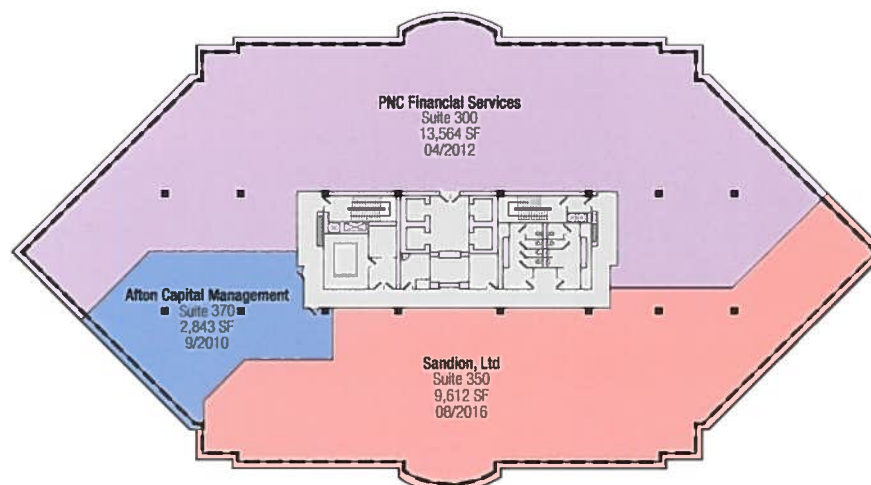 PNC Financial Services
Suite 300
13,564 SF
04/2012
Afton Capital Management
Suite 370
2,843 SF
9/2010
Sandion, Ltd
Suite 350
9,612 SF
08/2016